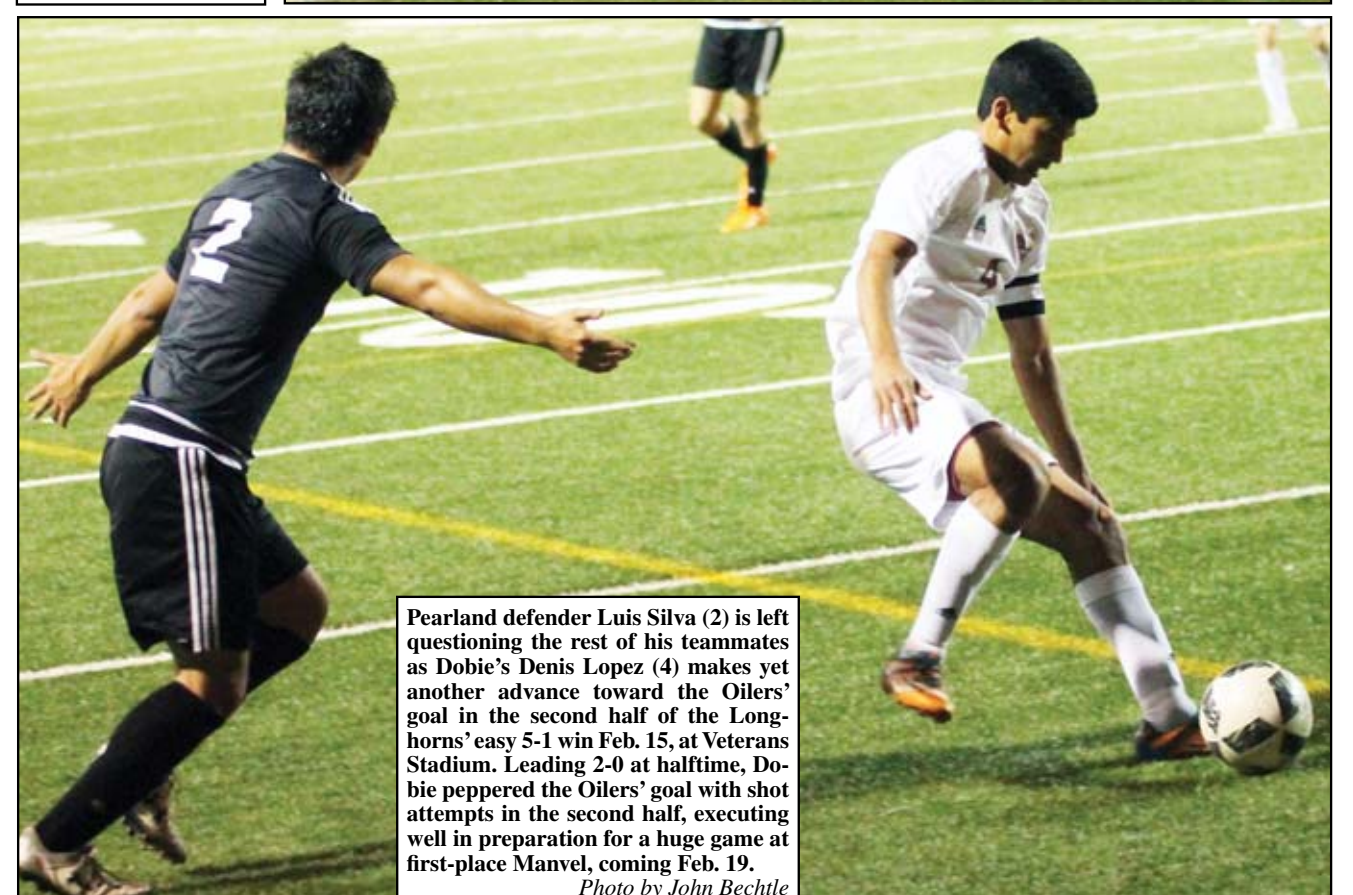 2
4
Pearland defender Luis Silva (2) is left
questioning the rest of his teammates
as Dobie's Denis Lopez (4) makes yet
another advance toward the Oilers'
goal in the second half of the Long-
horns' easy 5-1 win Feb. 15, at Veterans
Stadium. Leading 2-0 at halftime, Do-
bie peppered the Oilers' goal with shot
attempts in the second half, executing
well in preparation for a huge game at
first-place Manvel, coming Feb. 19.
Photo by John Bechtle